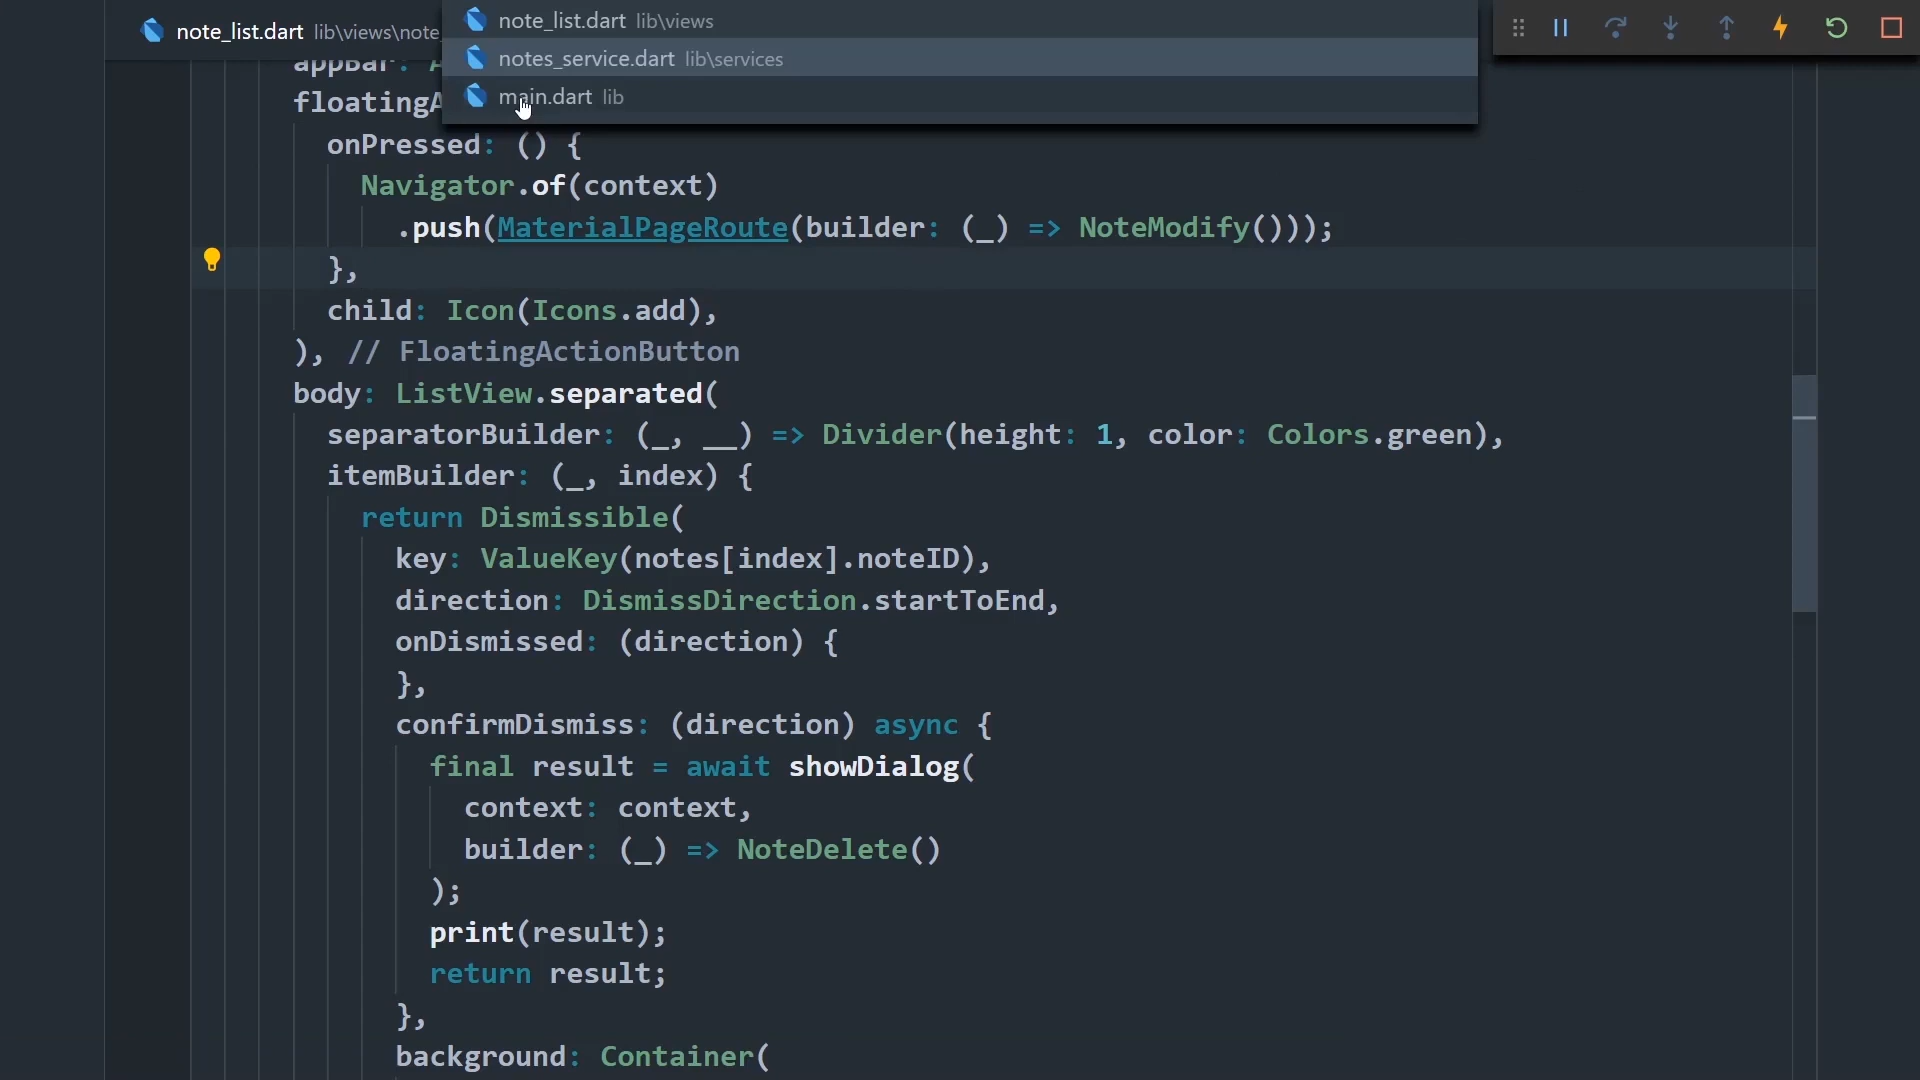 note_list.dart lib\views\note_
note_list.dart lib\views
notes_service.dart lib\services
main.dart lib
appBar:
floatingA
onPressed: () {
Navigator.of(context)
.push(MaterialPageRoute(builder: (_) => NoteModify()));
},
child: Icon(Icons.add),
), // FloatingActionButton
body: ListView.separated(
separatorBuilder: (_, __) => Divider(height: 1, color: Colors.green),
itemBuilder: (_, index) {
return Dismissible(
key: ValueKey(notes[index].noteID),
direction: DismissDirection.startToEnd,
onDismissed: (direction) {
},
confirmDismiss: (direction) async {
final result = await showDialog(
context: context,
builder: (_) => NoteDelete()
);
print(result);
return result;
},
background: Container(